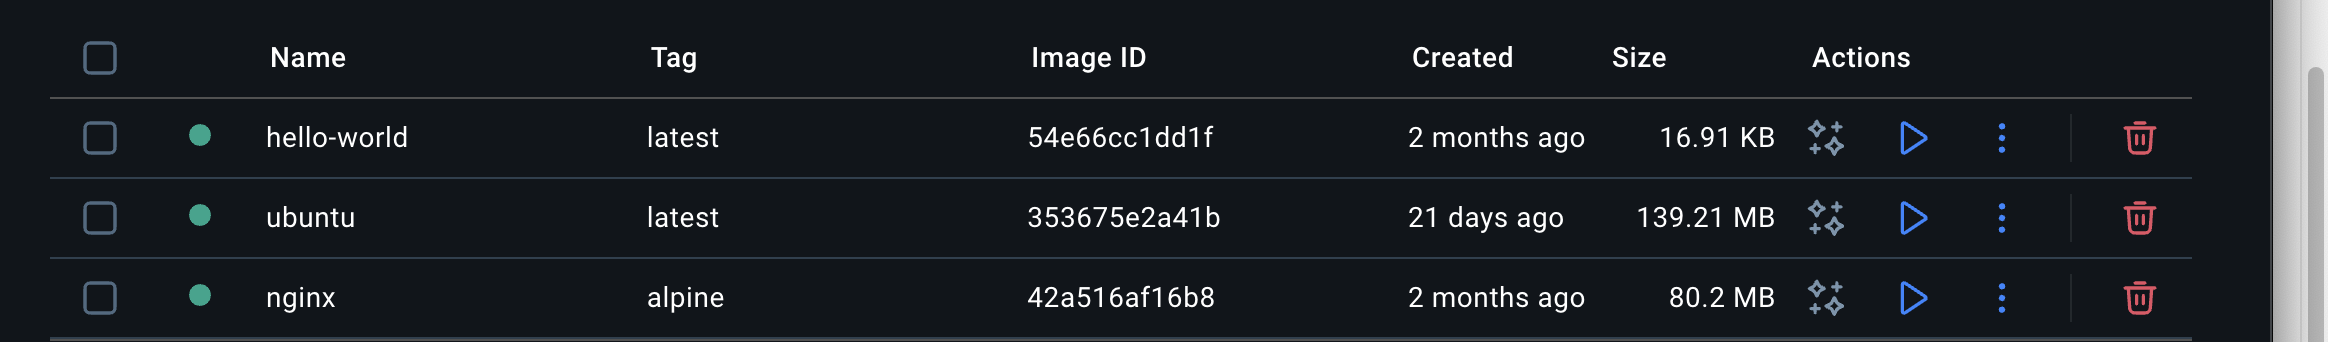 Name Tag Image ID Created Size Actions
hello-world latest 54e66cc1dd1f 2 months ago 16.91 KB
ubuntu latest 353675e2a41b 21 days ago 139.21 MB
nginx alpine 42a516af16b8 2 months ago 80.2 MB